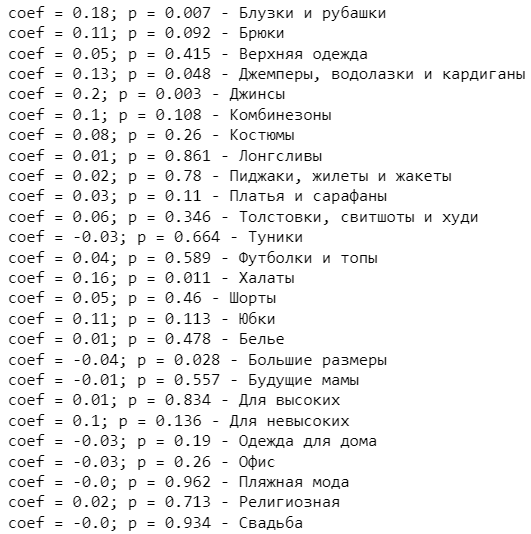 coef = 0.18; p = 0.007 - Блузки и рубашки
coef = 0.11; p = 0.092 - Брюки
coef = 0.05; p = 0.415 - Верхняя одежда
coef = 0.13; p = 0.048 - Джемперы, водолазки и кардиганы
coef = 0.2; p = 0.003 - Джинсы
coef = 0.1; p = 0.108 - Комбинезоны
coef = 0.08; p = 0.26 - Костюмы
coef = 0.01; p = 0.861 - Лонгсливы
coef = 0.02; p = 0.78 - Пиджаки, жилеты и жакеты
coef = 0.03; p = 0.11 - Платья и сарафаны
coef = 0.06; p = 0.346 - Толстовки, свитшоты и худи
coef = -0.03; p = 0.664 - Туники
coef = 0.04; p = 0.589 - Футболки и топы
coef = 0.16; p = 0.011 - Халаты
coef = 0.05; p = 0.46 - Шорты
coef = 0.11; p = 0.113 - Юбки
coef = 0.01; p = 0.478 - Белье
coef = -0.04; p = 0.028 - Большие размеры
coef = -0.01; p = 0.557 - Будущие мамы
coef = 0.01; p = 0.834 - Для высоких
coef = 0.1; p = 0.136 - Для невысоких
coef = -0.03; p = 0.19 - Одежда для дома
coef = -0.03; p = 0.26 - Офис
coef = -0.0; p = 0.962 - Пляжная мода
coef = 0.02; p = 0.713 - Религиозная
coef = -0.0; p = 0.934 - Свадьба